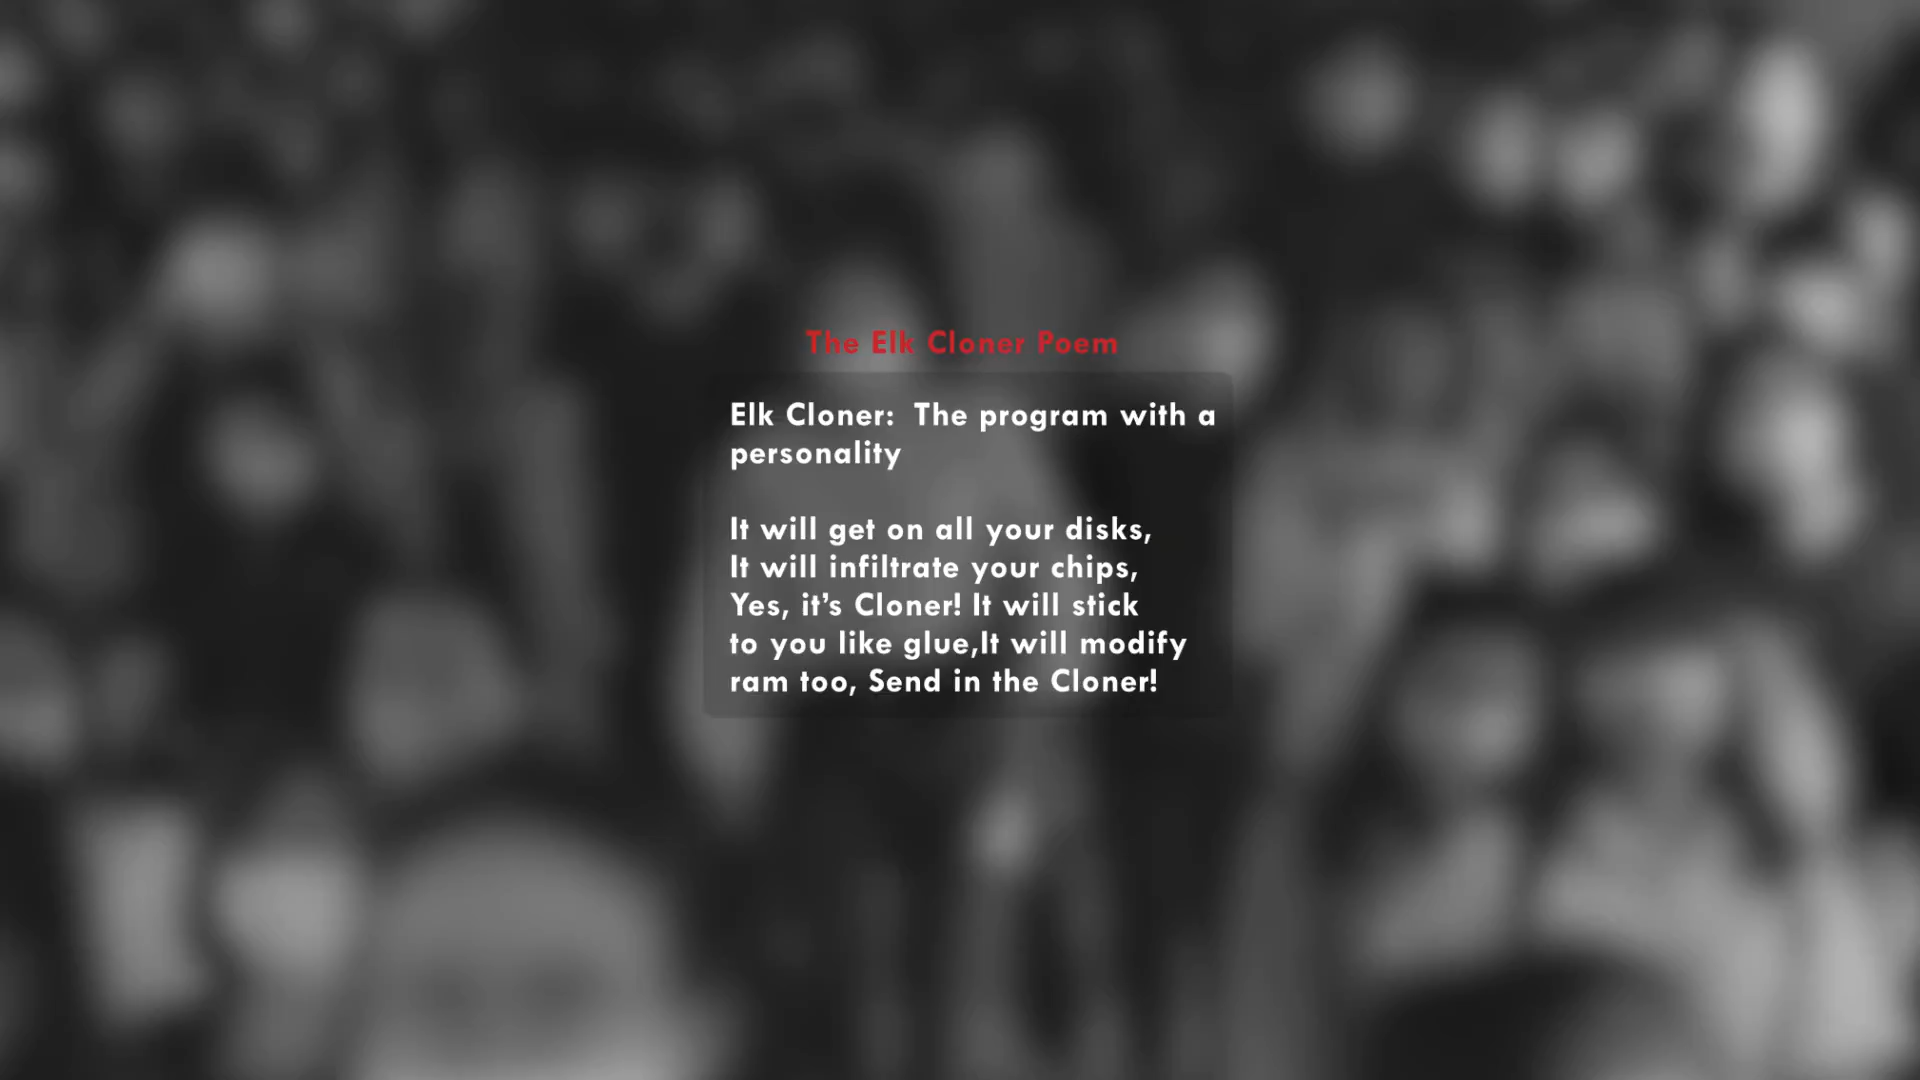 The Elk Cloner Poem
Elk Cloner:  The program with a
personality
It will get on all your disks,
It will infiltrate your chips,
Yes, it’s Cloner! It will stick
to you like glue,It will modify
ram too, Send in the Cloner!